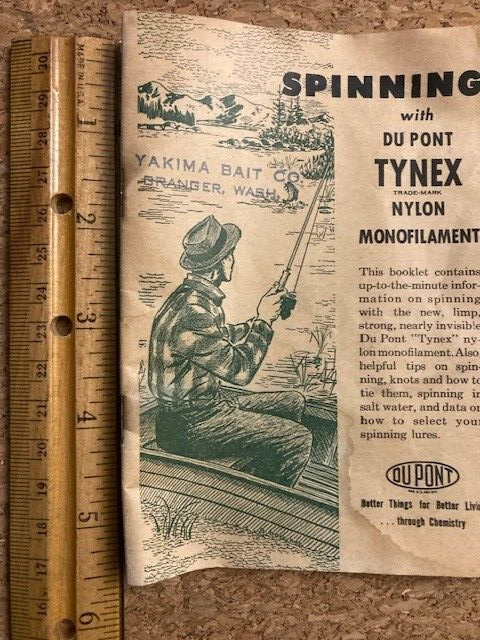 SPINNING
with
DU PONT
TYNEX
TRADE-MARK
NYLON
MONOFILAMENT
YAKIMA BAIT CO.
GRANGER, WASH.
This booklet contains
up-to-the-minute infor-
mation on spinning
with the new, limp,
strong, nearly invisible
Du Pont "Tynex" ny-
lon monofilament. Also,
helpful tips on spin-
ning, knots and how to
tie them, spinning in
salt water, and data on
how to select your
spinning lures.
DU PONT
Better Things for Better Livin
. . . through Chemistry
MADE IN U.S.A.
1
2
3
4
5
6
30
29
28
27
26
25
24
23
22
21
20
19
18
17
16